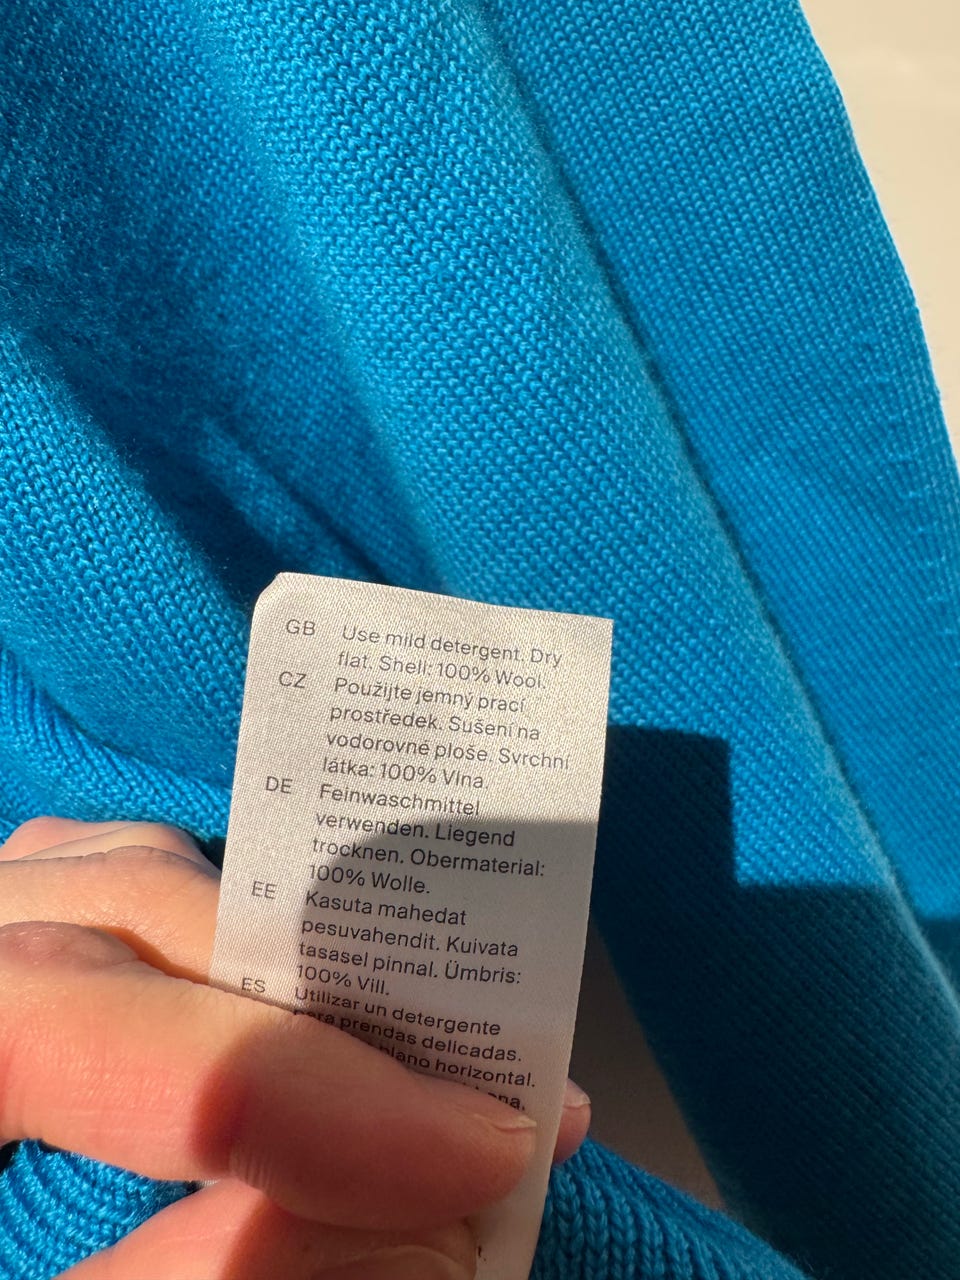 GB Use mild detergent. Dry
flat. Shell: 100% Wool.
CZ Použijte jemný prací
prostředek. Sušení na
vodorovné ploše. Svrchní
látka: 100% Vlna.
DE Feinwaschmittel
verwenden. Liegend
trocknen. Obermaterial:
100% Wolle.
EE Kasuta mahedat
pesuvahendit. Kuivata
tasasel pinnal. Ümbris:
100% Vill.
ES Utilizar un detergente
para prendas delicadas.
plano horizontal.